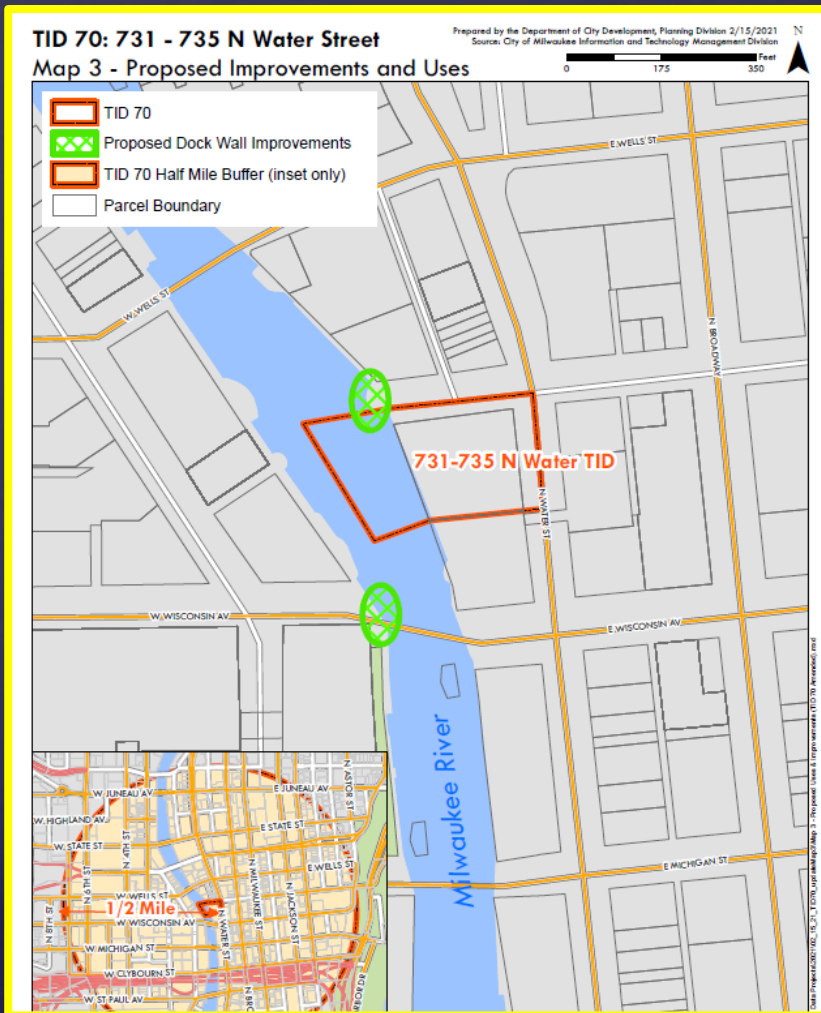 TID 70: 731 - 735 N Water Street
Map 3 - Proposed Improvements and Uses
Prepared by the Department of City Development, Planning Division 2/15/2021
Source: City of Milwaukee Information and Technology Management Division
N
Feet
0 175 350
TID 70
Proposed Dock Wall Improvements
TID 70 Half Mile Buffer (inset only)
Parcel Boundary
E WELLS ST
W WELLS ST
N BROADWAY
731-735 N Water TID
N WATER ST
W WISCONSIN AV
E WISCONSIN AV
Milwaukee River
E MICHIGAN ST
N ASTOR ST
W JUNEAU AV
E JUNEAU AV
W HIGHLAND AV
E STATE ST
W STATE ST
N 4TH ST
N 6TH ST
E WELLS ST
N MILWAUKEE ST
N JACKSON ST
W WELLS ST
1/2 Mile
N 8TH ST
W WISCONSIN AV
N WATER ST
W MICHIGAN ST
W CLYBOURN ST
W ST PAUL AV
N BRO
RBOR DR